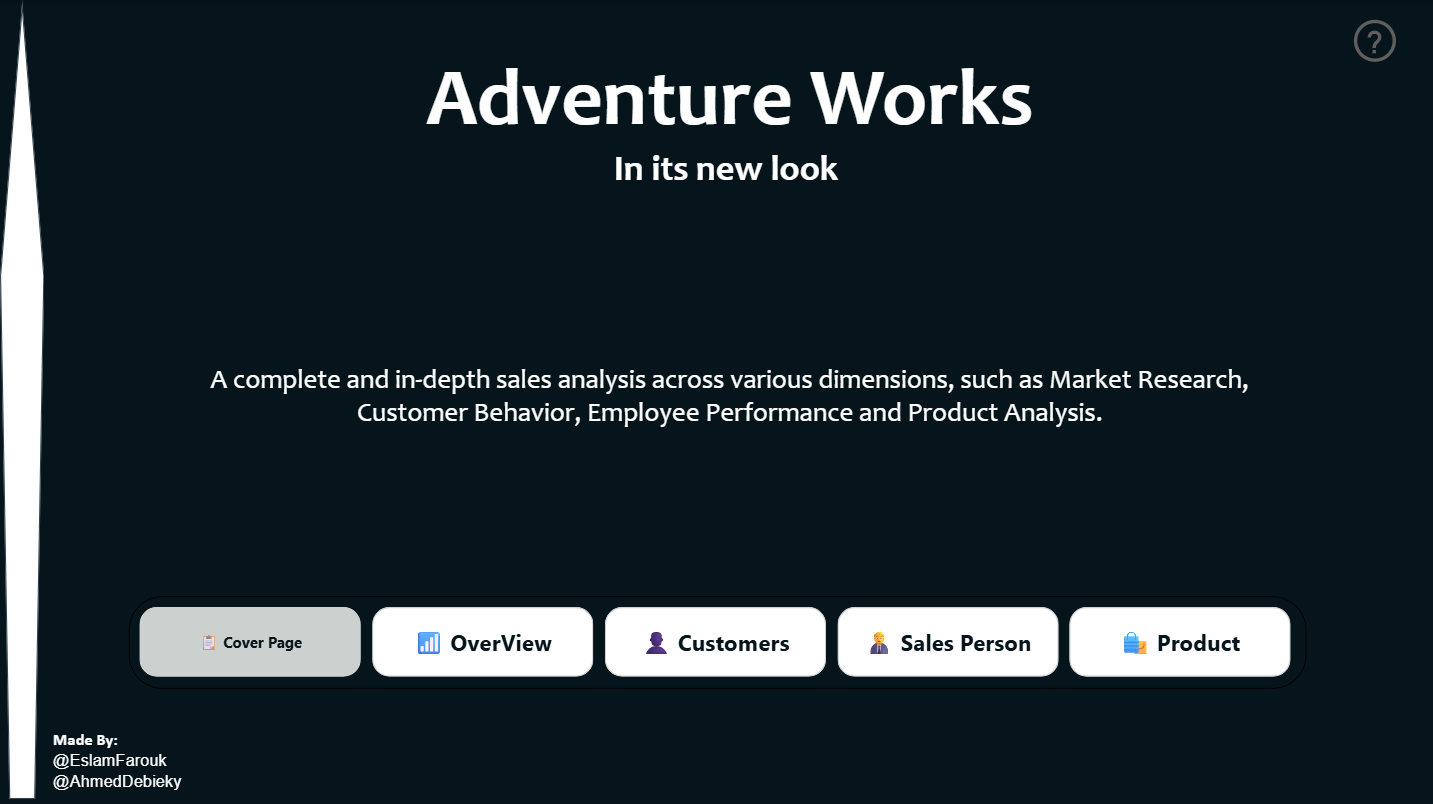 ?
Adventure Works
In its new look
A complete and in-depth sales analysis across various dimensions, such as Market Research,
Customer Behavior, Employee Performance and Product Analysis.
Cover Page
OverView
Customers
Sales Person
Product
Made By:
@EslamFarouk
@AhmedDebieky